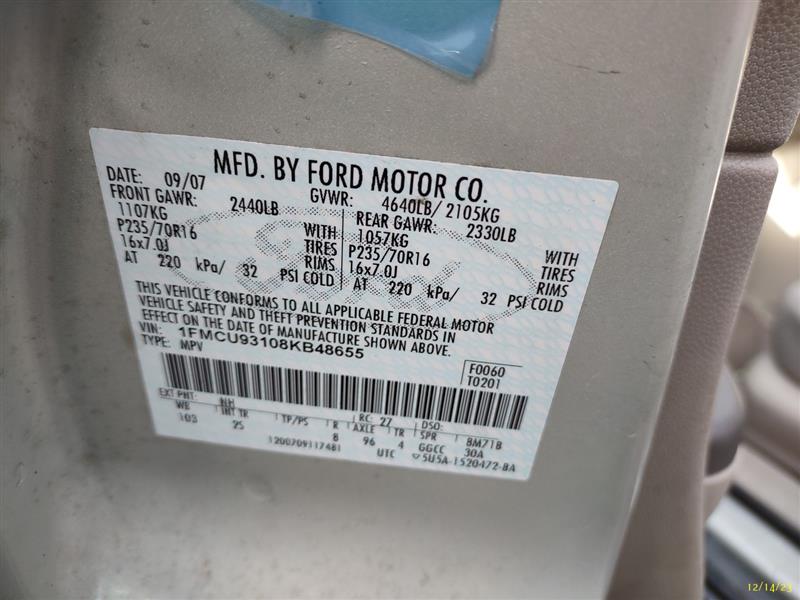 MFD. BY FORD MOTOR CO.
DATE: 09/07 GVWR: 4640LB/ 2105KG
FRONT GAWR: 2440LB REAR GAWR: 2330LB
1107KG WITH 1057KG WITH
P235/70R16 TIRES P235/70R16 TIRES
16x7.0J RIMS 16x7.0J RIMS
AT 220 kPa/ 32 PSI COLD AT 220 kPa/ 32 PSI COLD
THIS VEHICLE CONFORMS TO ALL APPLICABLE FEDERAL MOTOR
VEHICLE SAFETY AND THEFT PREVENTION STANDARDS IN
EFFECT ON THE DATE OF MANUFACTURE SHOWN ABOVE.
VIN: 1FMCU93108KB48655
TYPE: MPV
F0060
T0201
EXT PNT: NH RC: 27 DSO:
WB INT TR TP/PS R AXLE TR SPR BM71B
103 2S 8 96 4 GGCC 30A
1200709117481 UTC 5U5A-1520472-BA
Ford
12/14/23